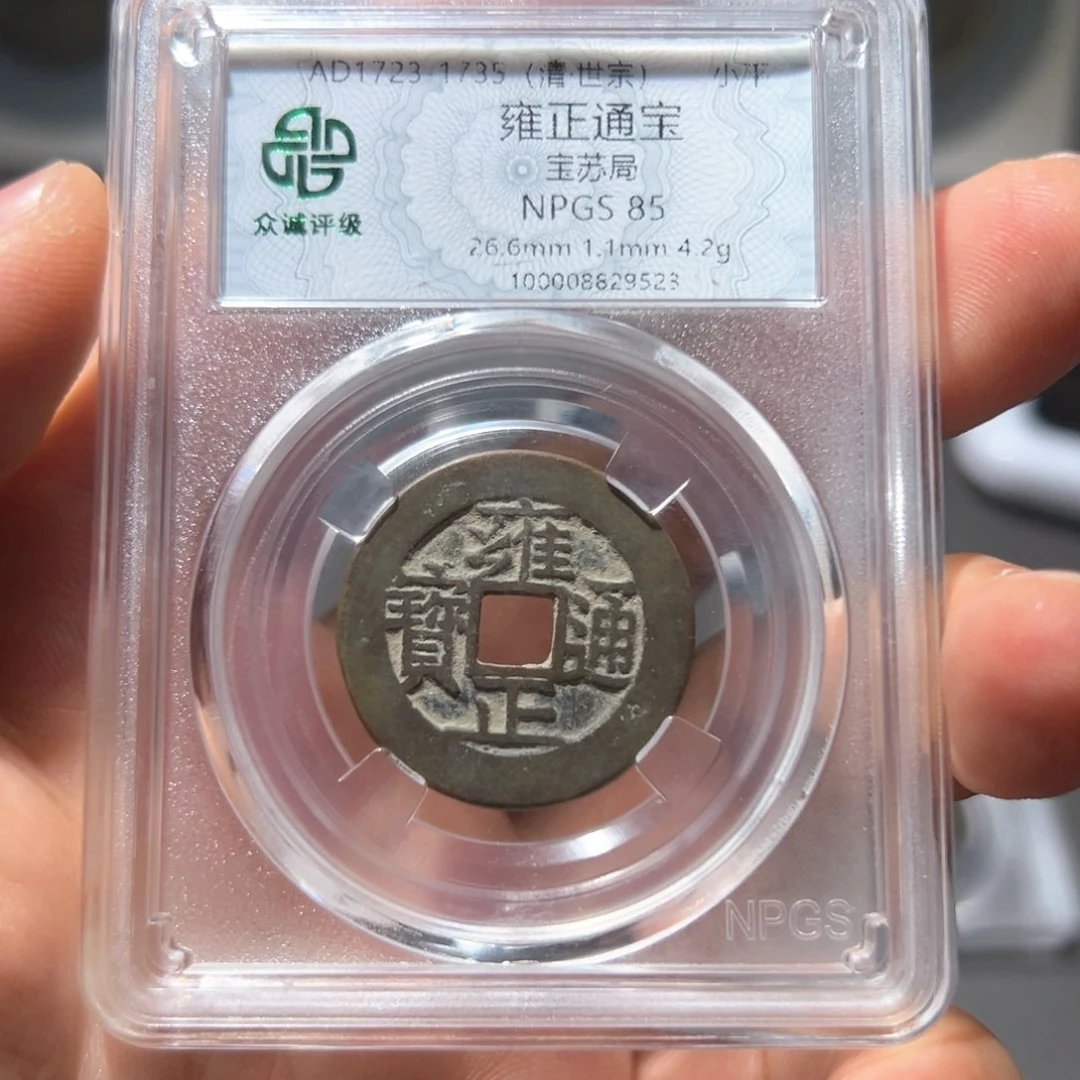 AD1723-1735 (清·世宗) 小平
雍正通宝
宝苏局
NPGS 85
26.6mm 1.1mm 4.2g
100008829523
众诚评级
雍正通寶
NPGS